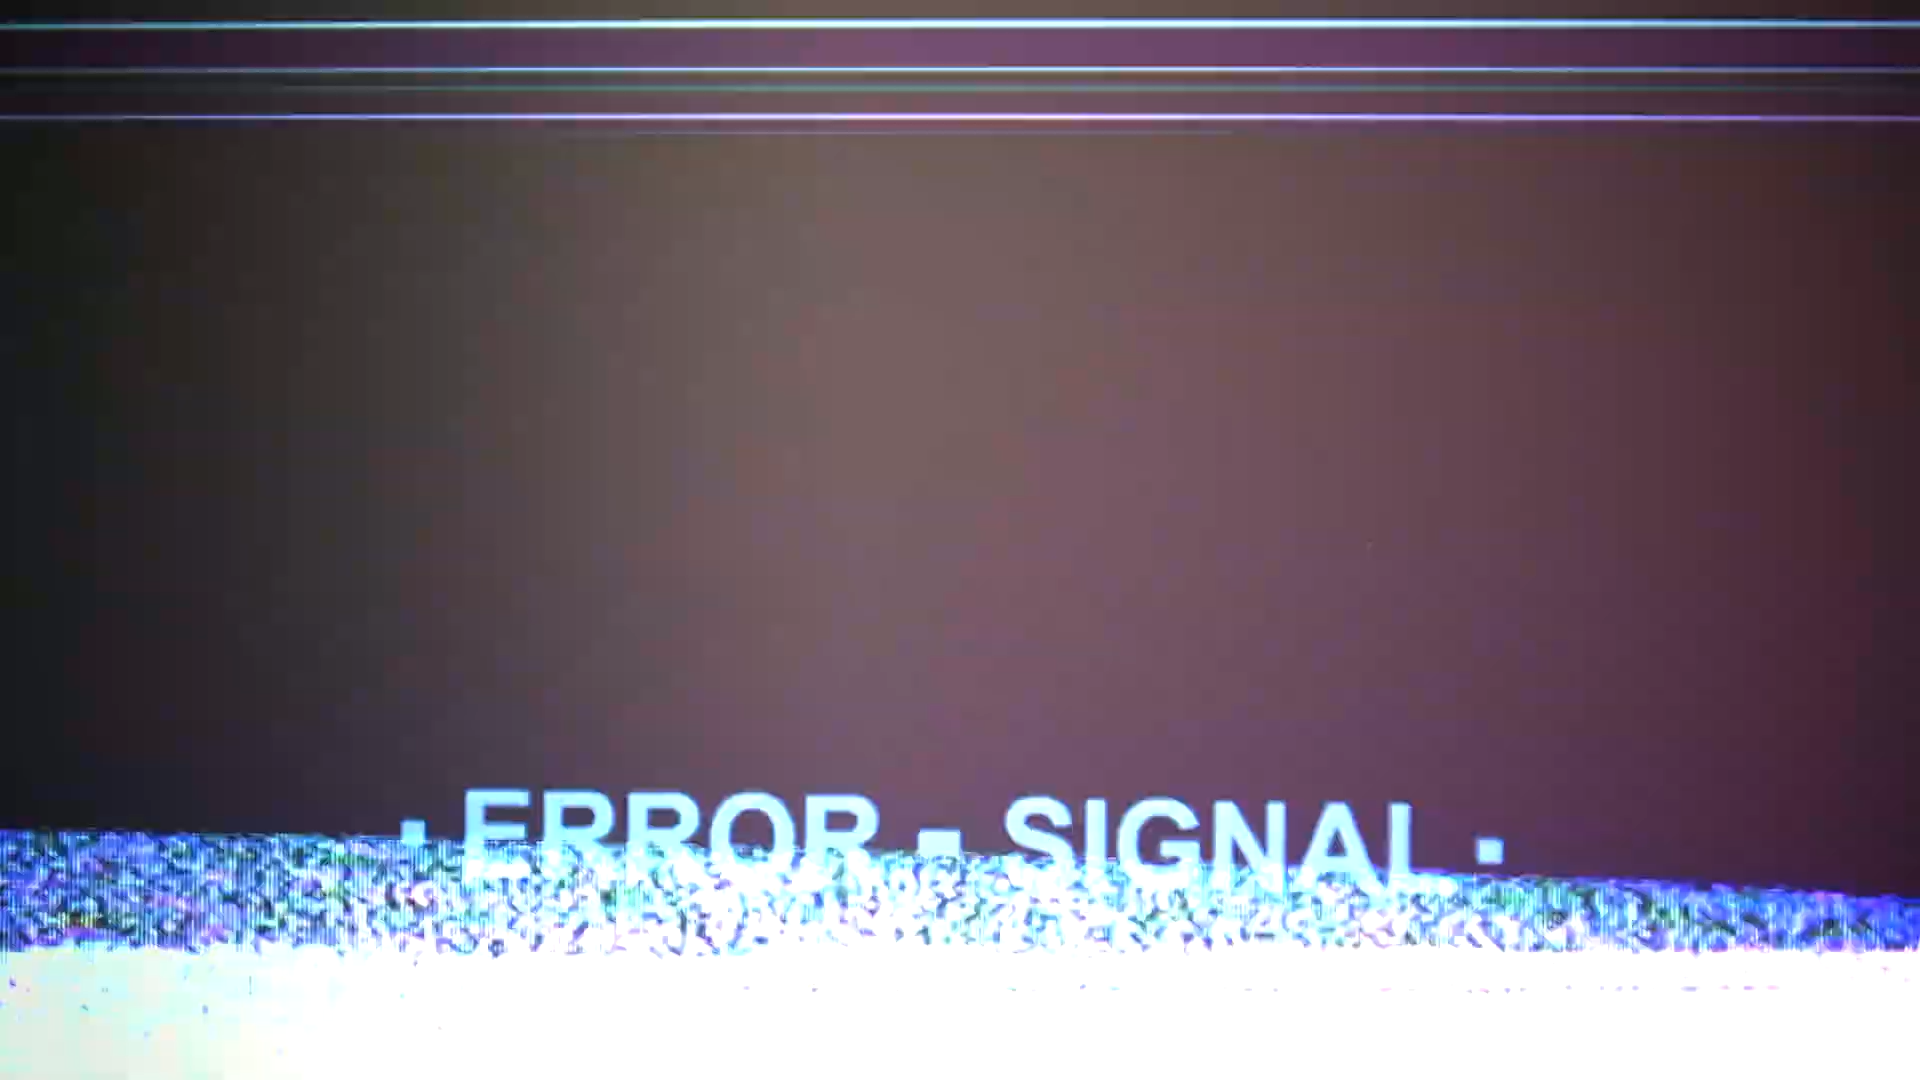 · ERROR - SIGNAL ·